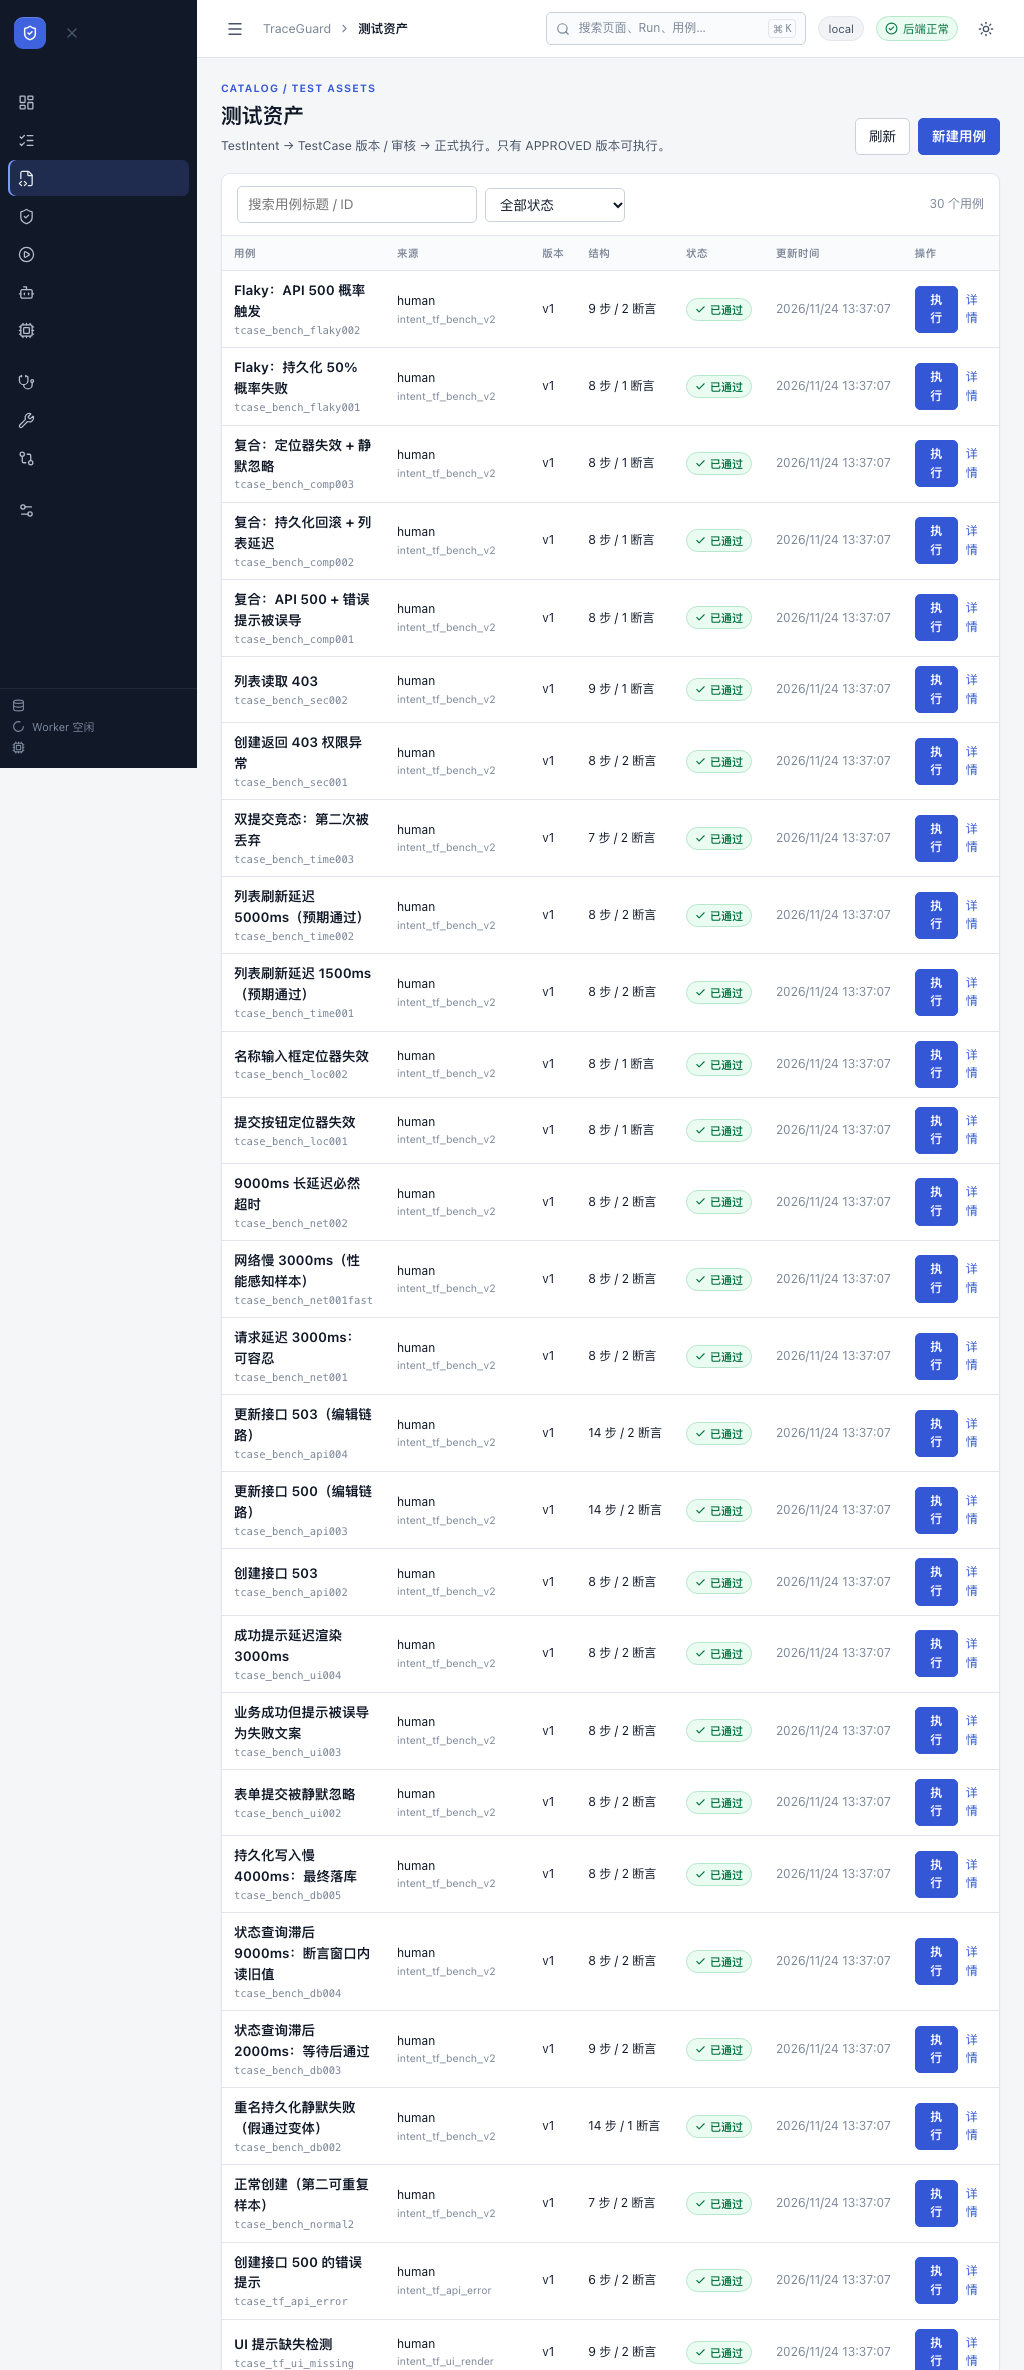 TraceGuard > 测试资产
搜索页面、Run、用例...
⌘ K
local
后端正常
CATALOG / TEST ASSETS
测试资产
TestIntent → TestCase 版本 / 审核 → 正式执行。只有 APPROVED 版本可执行。
刷新
新建用例
搜索用例标题 / ID
全部状态
30 个用例
用例 来源 版本 结构 状态 更新时间 操作
Flaky：API 500 概率
触发
tcase_bench_flaky002
human
intent_tf_bench_v2
v1
9 步 / 2 断言
已通过
2026/11/24 13:37:07
执
行
详
情
Flaky：持久化 50%
概率失败
tcase_bench_flaky001
human
intent_tf_bench_v2
v1
8 步 / 1 断言
已通过
2026/11/24 13:37:07
执
行
详
情
复合：定位器失效 + 静
默忽略
tcase_bench_comp003
human
intent_tf_bench_v2
v1
8 步 / 1 断言
已通过
2026/11/24 13:37:07
执
行
详
情
复合：持久化回滚 + 列
表延迟
tcase_bench_comp002
human
intent_tf_bench_v2
v1
8 步 / 1 断言
已通过
2026/11/24 13:37:07
执
行
详
情
复合：API 500 + 错误
提示被误导
tcase_bench_comp001
human
intent_tf_bench_v2
v1
8 步 / 1 断言
已通过
2026/11/24 13:37:07
执
行
详
情
列表读取 403
tcase_bench_sec002
human
intent_tf_bench_v2
v1
9 步 / 1 断言
已通过
2026/11/24 13:37:07
执
行
详
情
Worker 空闲
创建返回 403 权限异
常
tcase_bench_sec001
human
intent_tf_bench_v2
v1
8 步 / 2 断言
已通过
2026/11/24 13:37:07
执
行
详
情
双提交竞态：第二次被
丢弃
tcase_bench_time003
human
intent_tf_bench_v2
v1
7 步 / 2 断言
已通过
2026/11/24 13:37:07
执
行
详
情
列表刷新延迟
5000ms（预期通过）
tcase_bench_time002
human
intent_tf_bench_v2
v1
8 步 / 2 断言
已通过
2026/11/24 13:37:07
执
行
详
情
列表刷新延迟 1500ms
（预期通过）
tcase_bench_time001
human
intent_tf_bench_v2
v1
8 步 / 2 断言
已通过
2026/11/24 13:37:07
执
行
详
情
名称输入框定位器失效
tcase_bench_loc002
human
intent_tf_bench_v2
v1
8 步 / 1 断言
已通过
2026/11/24 13:37:07
执
行
详
情
提交按钮定位器失效
tcase_bench_loc001
human
intent_tf_bench_v2
v1
8 步 / 1 断言
已通过
2026/11/24 13:37:07
执
行
详
情
9000ms 长延迟必然
超时
tcase_bench_net002
human
intent_tf_bench_v2
v1
8 步 / 2 断言
已通过
2026/11/24 13:37:07
执
行
详
情
网络慢 3000ms（性
能感知样本）
tcase_bench_net001fast
human
intent_tf_bench_v2
v1
8 步 / 2 断言
已通过
2026/11/24 13:37:07
执
行
详
情
请求延迟 3000ms：
可容忍
tcase_bench_net001
human
intent_tf_bench_v2
v1
8 步 / 2 断言
已通过
2026/11/24 13:37:07
执
行
详
情
更新接口 503（编辑链
路）
tcase_bench_api004
human
intent_tf_bench_v2
v1
14 步 / 2 断言
已通过
2026/11/24 13:37:07
执
行
详
情
更新接口 500（编辑链
路）
tcase_bench_api003
human
intent_tf_bench_v2
v1
14 步 / 2 断言
已通过
2026/11/24 13:37:07
执
行
详
情
创建接口 503
tcase_bench_api002
human
intent_tf_bench_v2
v1
8 步 / 2 断言
已通过
2026/11/24 13:37:07
执
行
详
情
成功提示延迟渲染
3000ms
tcase_bench_ui004
human
intent_tf_bench_v2
v1
8 步 / 2 断言
已通过
2026/11/24 13:37:07
执
行
详
情
业务成功但提示被误导
为失败文案
tcase_bench_ui003
human
intent_tf_bench_v2
v1
8 步 / 2 断言
已通过
2026/11/24 13:37:07
执
行
详
情
表单提交被静默忽略
tcase_bench_ui002
human
intent_tf_bench_v2
v1
8 步 / 2 断言
已通过
2026/11/24 13:37:07
执
行
详
情
持久化写入慢
4000ms：最终落库
tcase_bench_db005
human
intent_tf_bench_v2
v1
8 步 / 2 断言
已通过
2026/11/24 13:37:07
执
行
详
情
状态查询滞后
9000ms：断言窗口内
读旧值
tcase_bench_db004
human
intent_tf_bench_v2
v1
8 步 / 2 断言
已通过
2026/11/24 13:37:07
执
行
详
情
状态查询滞后
2000ms：等待后通过
tcase_bench_db003
human
intent_tf_bench_v2
v1
9 步 / 2 断言
已通过
2026/11/24 13:37:07
执
行
详
情
重名持久化静默失败
（假通过变体）
tcase_bench_db002
human
intent_tf_bench_v2
v1
14 步 / 1 断言
已通过
2026/11/24 13:37:07
执
行
详
情
正常创建（第二可重复
样本）
tcase_bench_normal2
human
intent_tf_bench_v2
v1
7 步 / 2 断言
已通过
2026/11/24 13:37:07
执
行
详
情
创建接口 500 的错误
提示
tcase_tf_api_error
human
intent_tf_api_error
v1
6 步 / 2 断言
已通过
2026/11/24 13:37:07
执
行
详
情
UI 提示缺失检测
tcase_tf_ui_missing
human
intent_tf_ui_render
v1
9 步 / 2 断言
已通过
2026/11/24 13:37:07
执
行
详
情